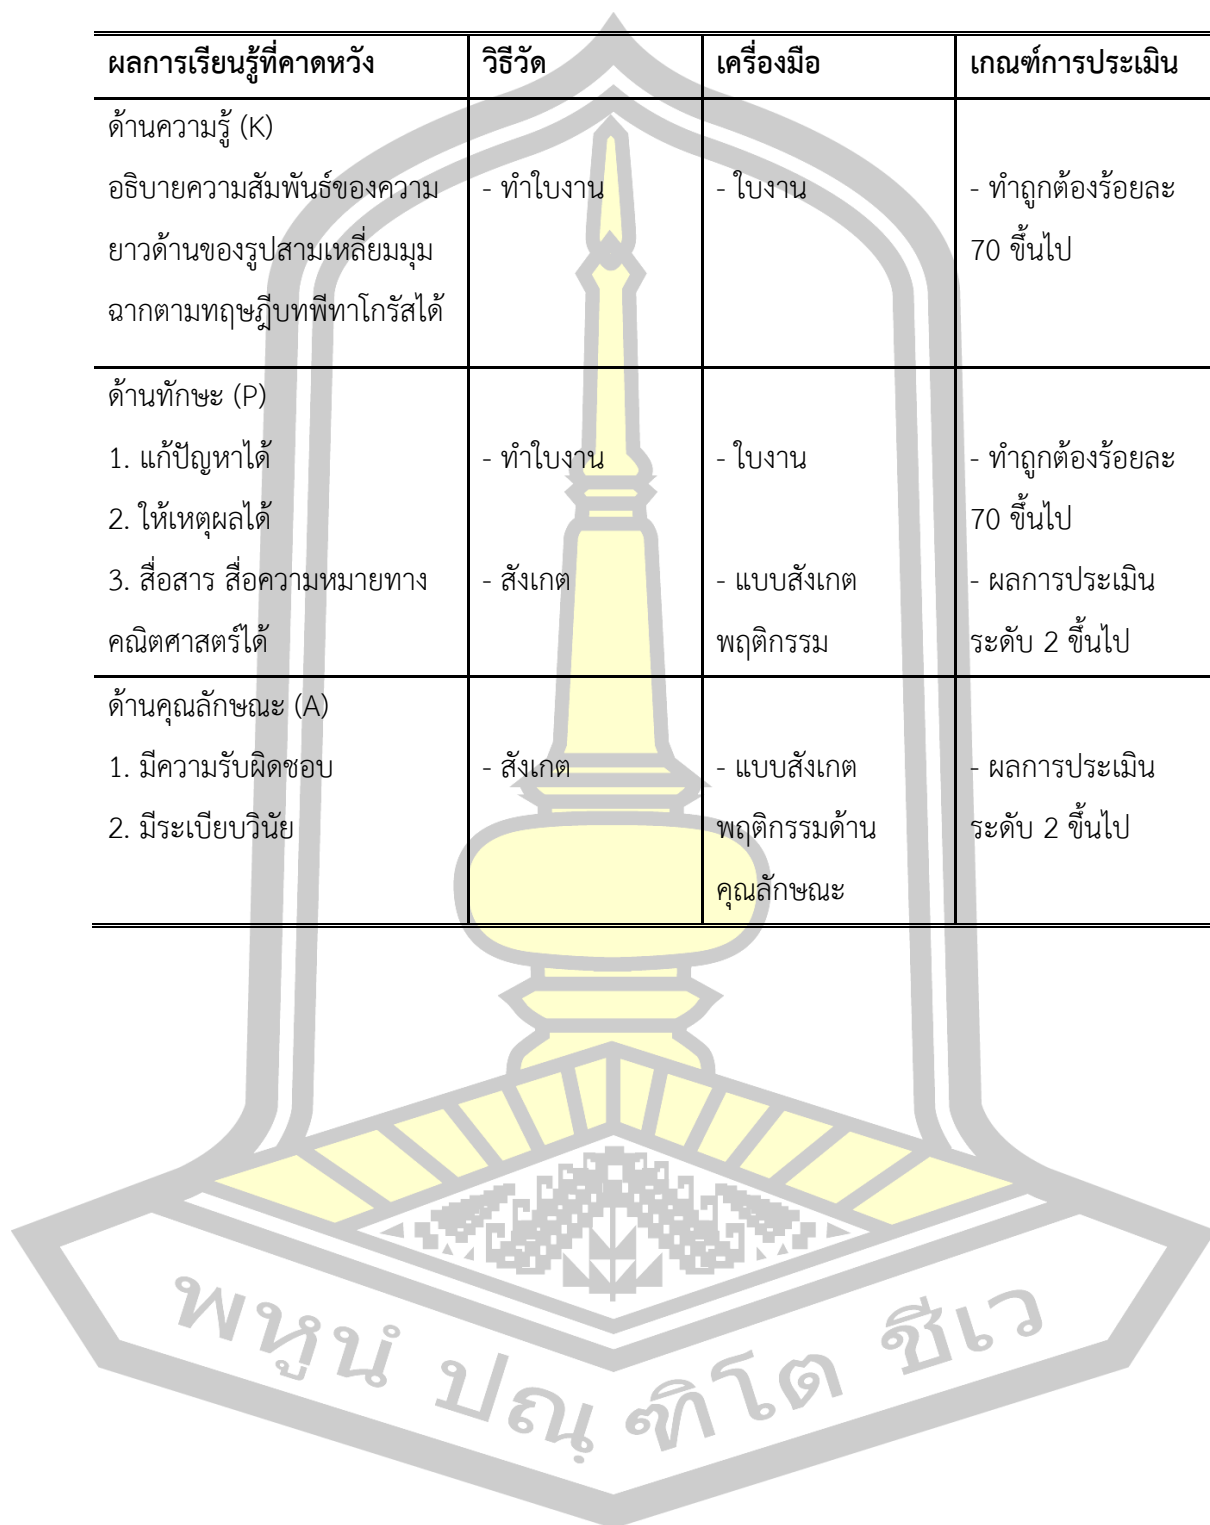 ผลการเรียนรู้ที่คาดหวัง วิธีวัด เครื่องมือ เกณฑ์การประเมิน
ด้านความรู้ (K)
อธิบายความสัมพันธ์ของความ - ทำใบงาน - ใบงาน - ทำถูกต้องร้อยละ
ยาวด้านของรูปสามเหลี่ยมมุม 70 ขึ้นไป
ฉากตามทฤษฎีบทพีทาโกรัสได้
ด้านทักษะ (P)
1. แก้ปัญหาได้ - ทำใบงาน - ใบงาน - ทำถูกต้องร้อยละ
2. ให้เหตุผลได้ 70 ขึ้นไป
3. สื่อสาร สื่อความหมายทาง - สังเกต - แบบสังเกต - ผลการประเมิน
คณิตศาสตร์ได้ พฤติกรรม ระดับ 2 ขึ้นไป
ด้านคุณลักษณะ (A)
1. มีความรับผิดชอบ - สังเกต - แบบสังเกต - ผลการประเมิน
2. มีระเบียบวินัย พฤติกรรมด้าน ระดับ 2 ขึ้นไป
คุณลักษณะ
พหูนํ ปณฺฑิโต ชีเว